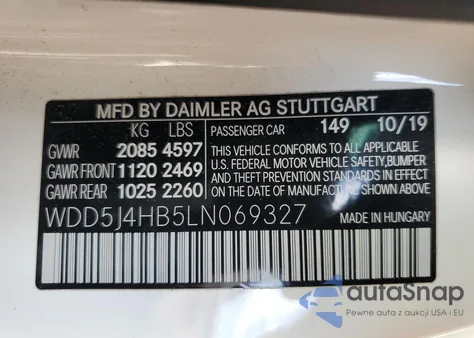 MFD BY DAIMLER AG STUTTGART
KG LBS
PASSENGER CAR 149 10/19
GVWR 2085 4597
GAWR FRONT 1120 2469
GAWR REAR 1025 2260
THIS VEHICLE CONFORMS TO ALL APPLICABLE
U.S. FEDERAL MOTOR VEHICLE SAFETY, BUMPER
AND THEFT PREVENTION STANDARDS IN EFFECT
ON THE DATE OF MANUFACTURE SHOWN ABOVE.
WDD5J4HB5LN069327 MADE IN HUNGARY
autaSnap
Pewne auta z aukcji USA i EU